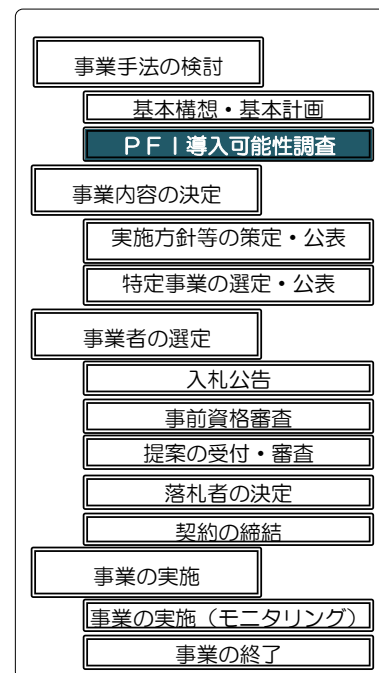 事業手法の検討
基本構想・基本計画
ＰＦＩ導入可能性調査
事業内容の決定
実施方針等の策定・公表
特定事業の選定・公表
事業者の選定
入札公告
事前資格審査
提案の受付・審査
落札者の決定
契約の締結
事業の実施
事業の実施（モニタリング）
事業の終了